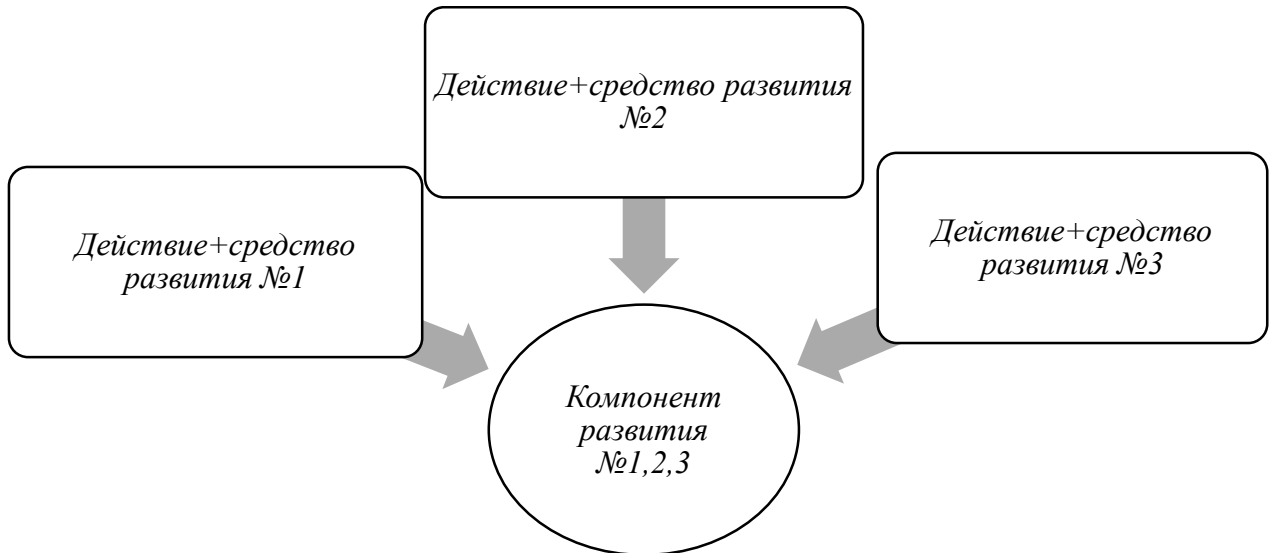 Действие+средство развития
№2
Действие+средство
развития №1
Действие+средство
развития №3
Компонент
развития
№1,2,3